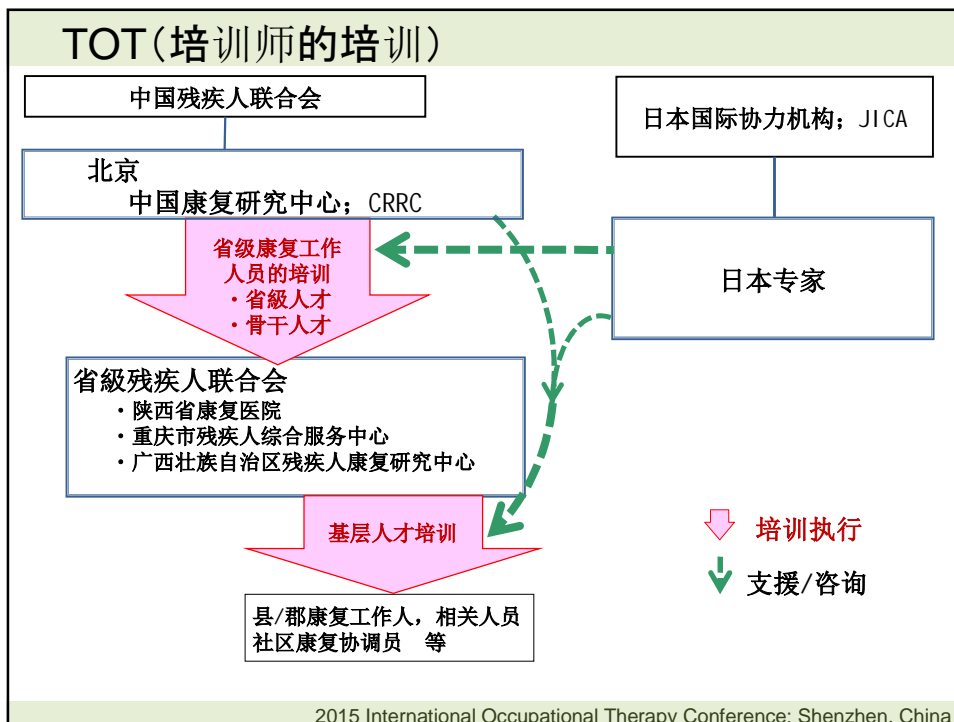 TOT(培训师的培训)
中国残疾人联合会
日本国际协力机构；JICA
北京
中国康复研究中心；CRRC
省级康复工作
人员的培训
・省級人才
・骨干人才
日本专家
省級残疾人联合会
・陕西省康复医院
・重庆市残疾人综合服务中心
・广西壮族自治区残疾人康复研究中心
基层人才培训
培训执行
支援/咨询
县/郡康复工作人，相关人员
社区康复协调员　等
2015 International Occupational Therapy Conference: Shenzhen, China